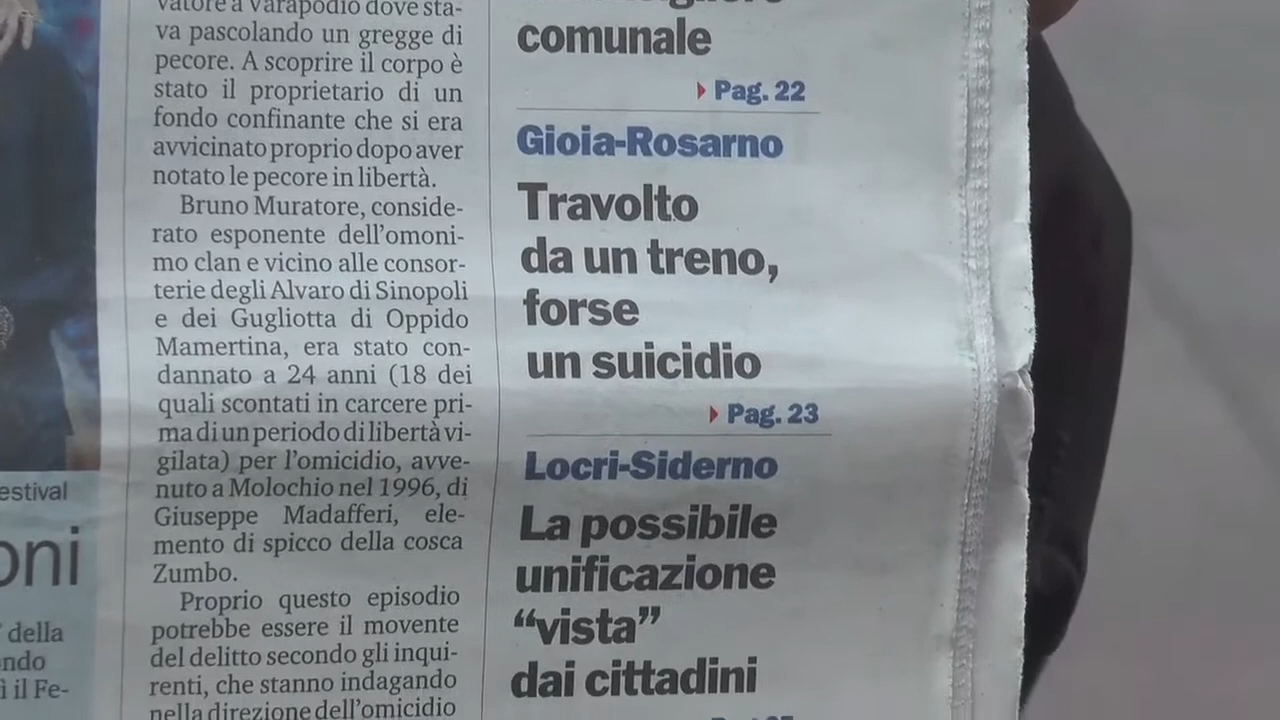 vatore a Varapodio dove sta-
va pascolando un gregge di
pecore. A scoprire il corpo è
stato il proprietario di un
fondo confinante che si era
avvicinato proprio dopo aver
notato le pecore in libertà.
Bruno Muratore, conside-
rato esponente dell'omoni-
mo clan e vicino alle consor-
terie degli Alvaro di Sinopoli
e dei Gugliotta di Oppido
Mamertina, era stato con-
dannato a 24 anni (18 dei
quali scontati in carcere pri-
ma di un periodo di libertà vi-
gilata) per l'omicidio, avve-
nuto a Molochio nel 1996, di
Giuseppe Madafferi, ele-
mento di spicco della cosca
Zumbo.
Proprio questo episodio
potrebbe essere il movente
del delitto secondo gli inqui-
renti, che stanno indagando
nella direzione dell'omicidio
comunale
Pag. 22
Gioia-Rosarno
Travolto
da un treno,
forse
un suicidio
Pag. 23
Locri-Siderno
La possibile
unificazione
“vista”
dai cittadini
estival
oni
della
ndo
ì il Fe-